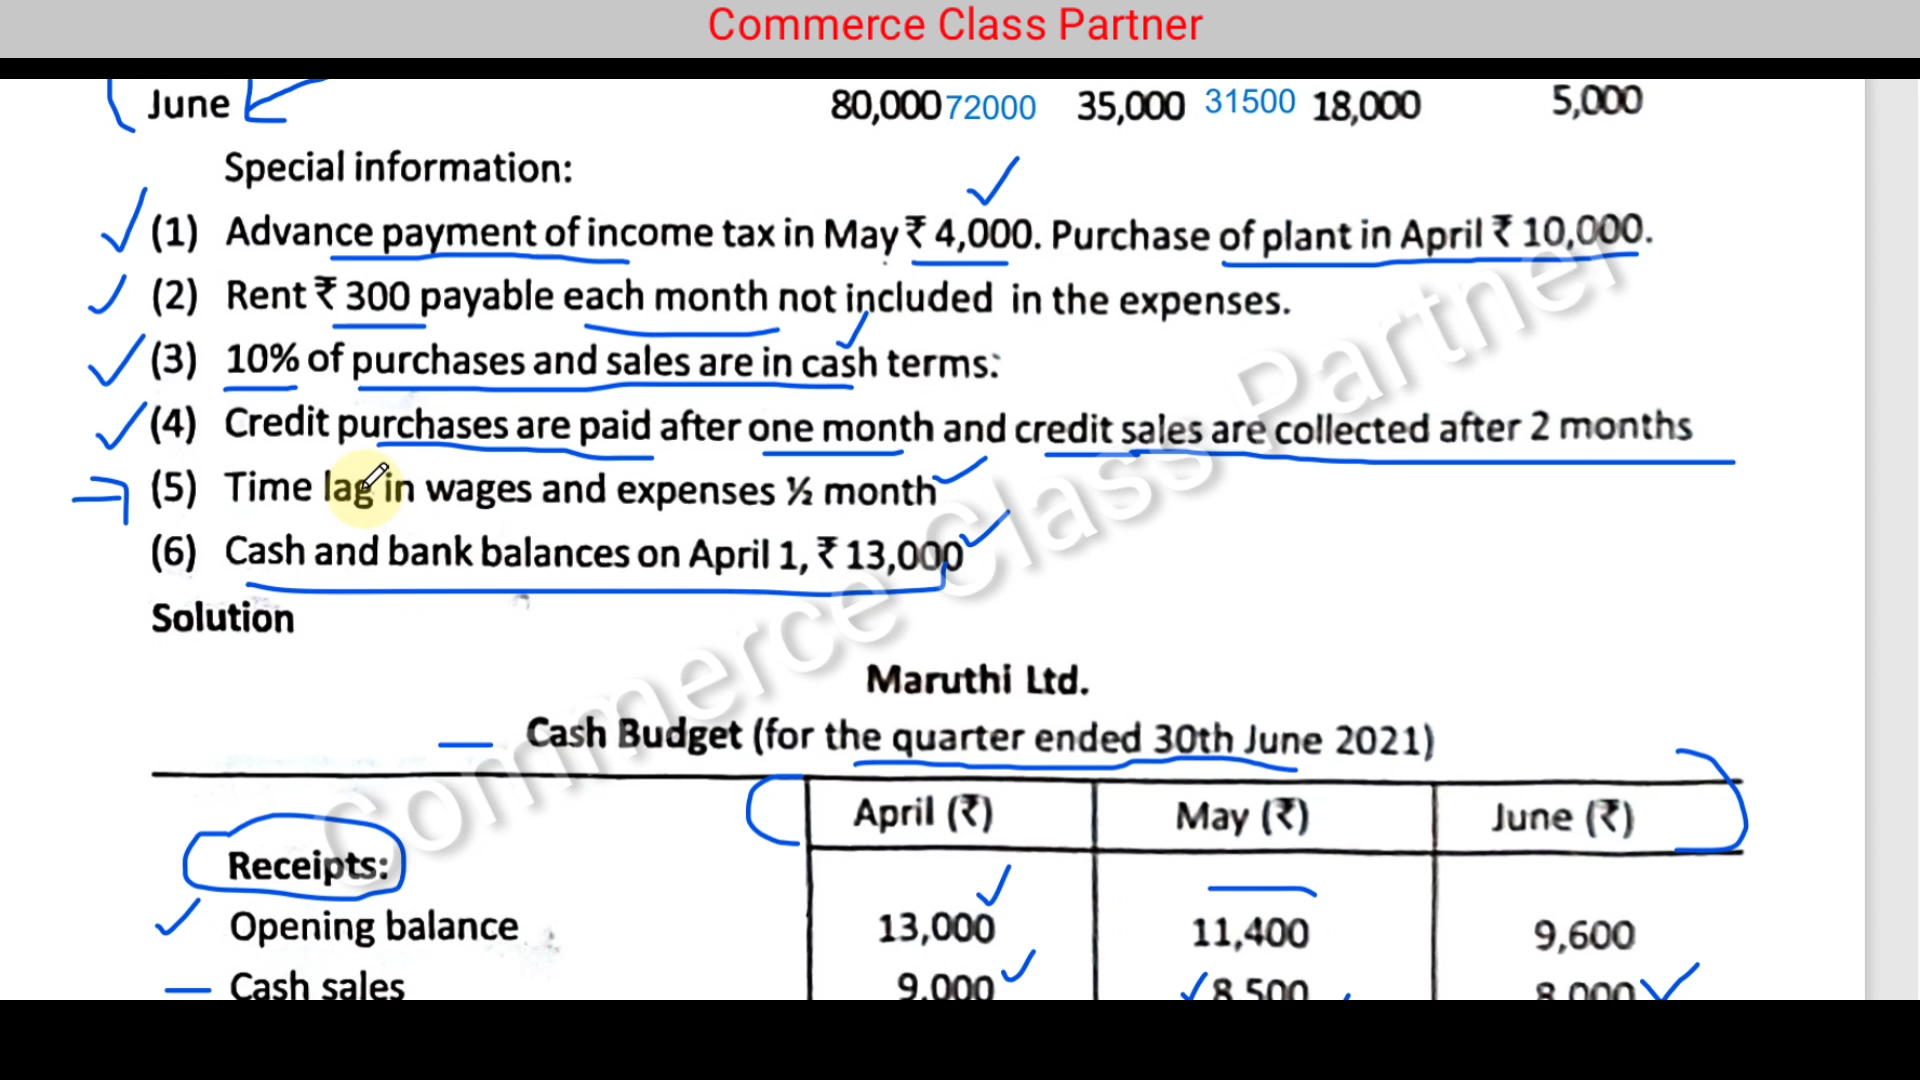 Commerce Class Partner
June 80,000 72000 35,000 31500 18,000 5,000
Special information:
(1) Advance payment of income tax in May ₹ 4,000. Purchase of plant in April ₹ 10,000.
(2) Rent ₹ 300 payable each month not included in the expenses.
(3) 10% of purchases and sales are in cash terms:
(4) Credit purchases are paid after one month and credit sales are collected after 2 months
(5) Time lag in wages and expenses ½ month
(6) Cash and bank balances on April 1, ₹ 13,000
Solution
Maruthi Ltd.
Cash Budget (for the quarter ended 30th June 2021)
April (₹) May (₹) June (₹)
Receipts:
Opening balance 13,000 11,400 9,600
Cash sales 9,000 8,500 8,000
Commerce Class Partner